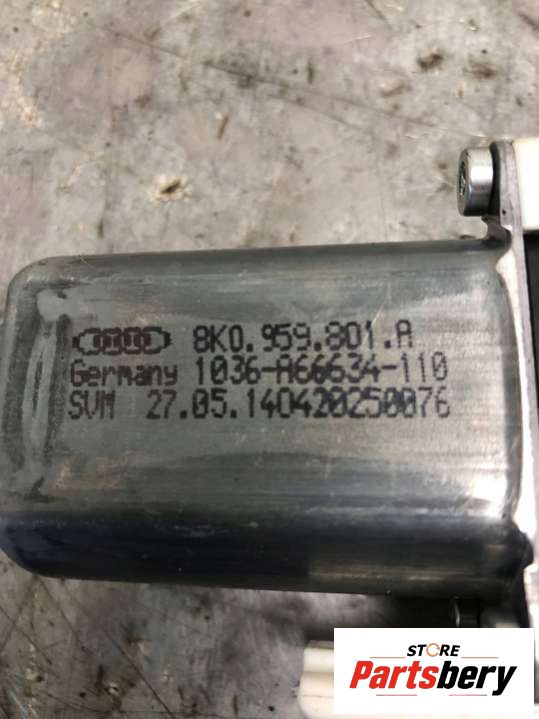 8K0.959.801.A
Germany 1036-A66634-110
SVM 27.05.140420250076
STORE
Partsbery